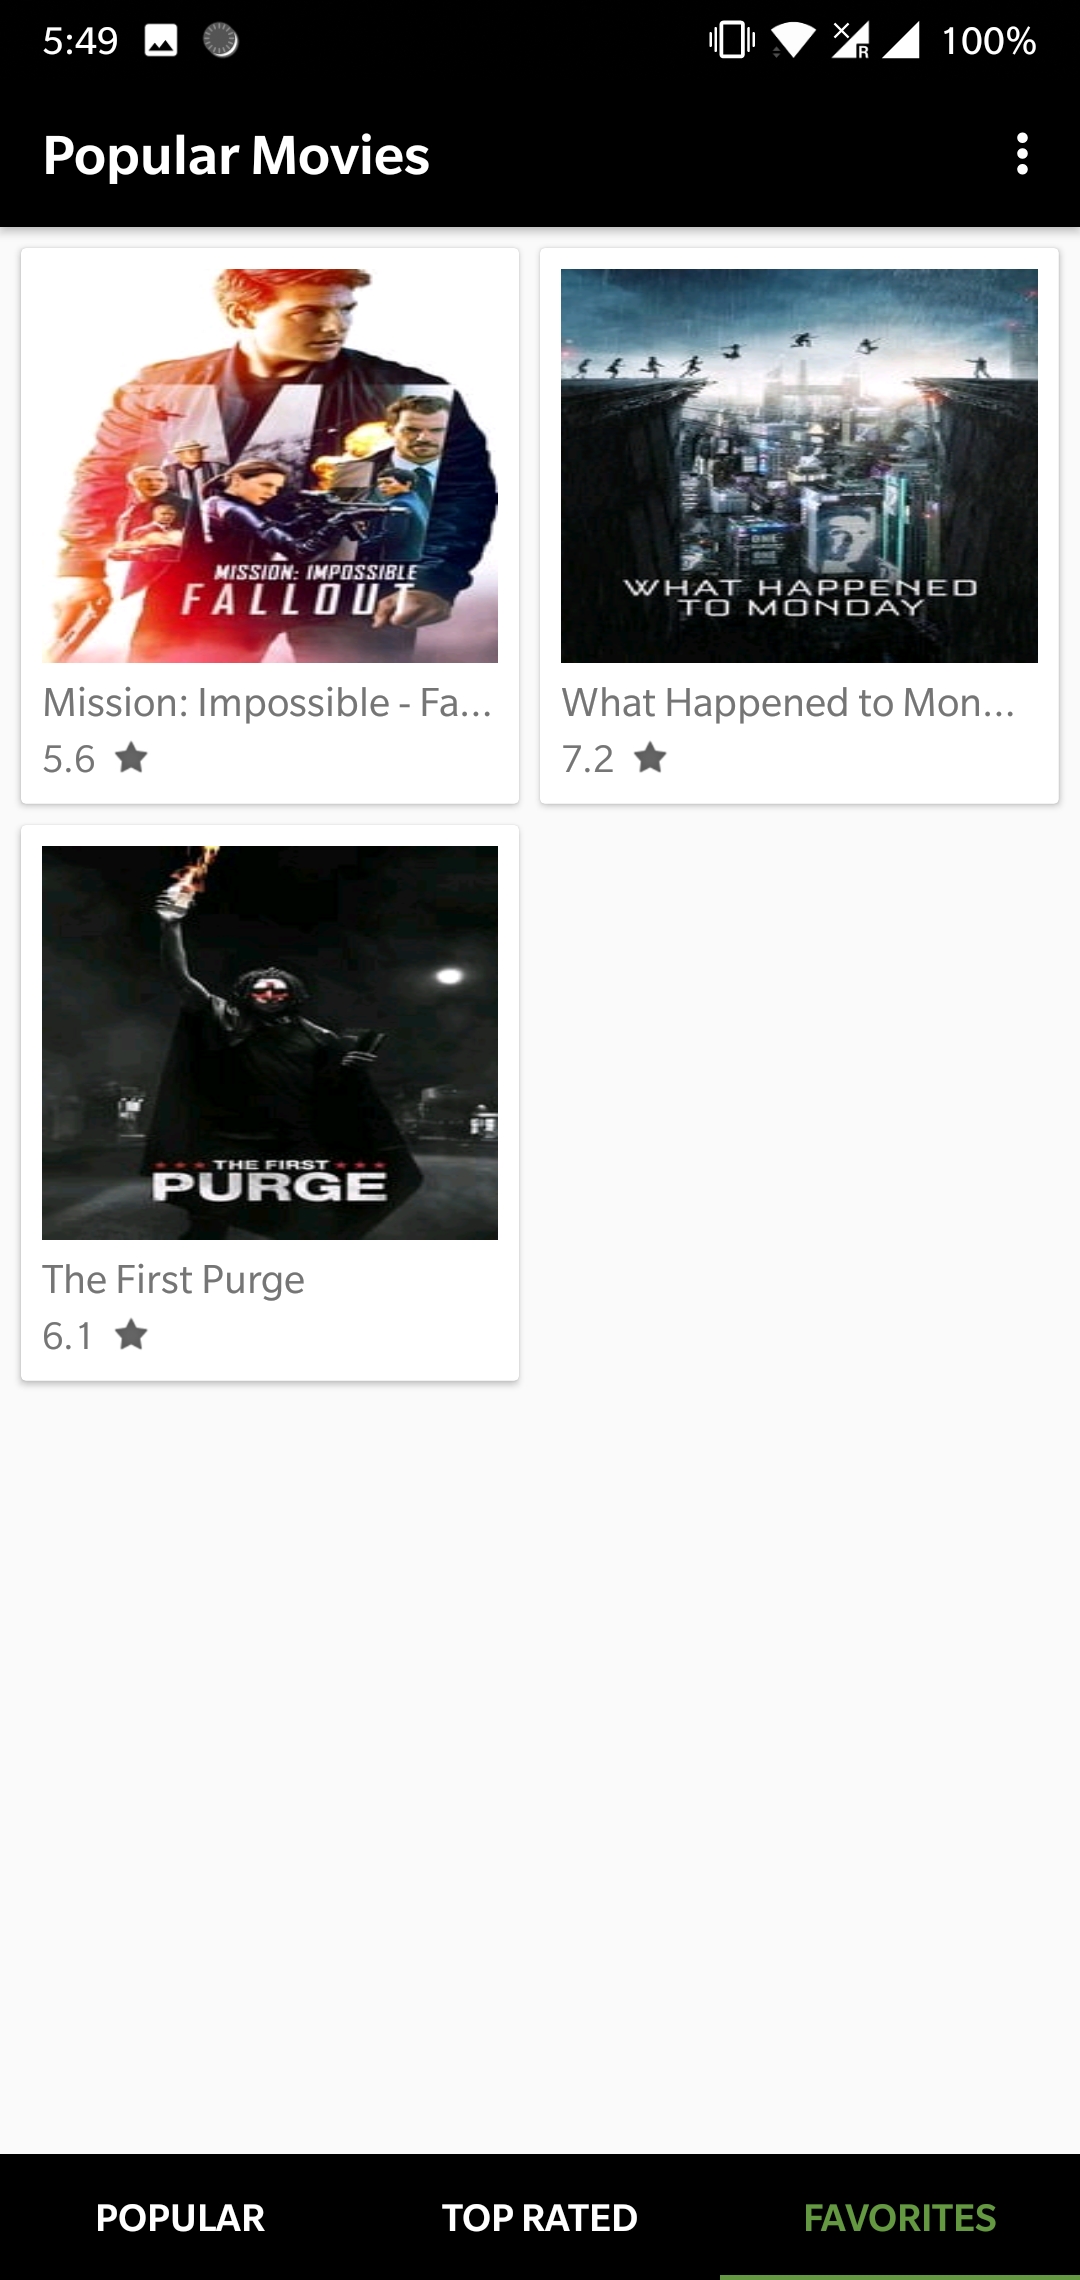 5:49
R
100%
Popular Movies
MISSION: IMPOSSIBLE
FALLOUT
WHAT HAPPENED
TO MONDAY
Mission: Impossible - Fa...
What Happened to Mon...
5.6
7.2
THE FIRST
PURGE
The First Purge
6.1
POPULAR
TOP RATED
FAVORITES